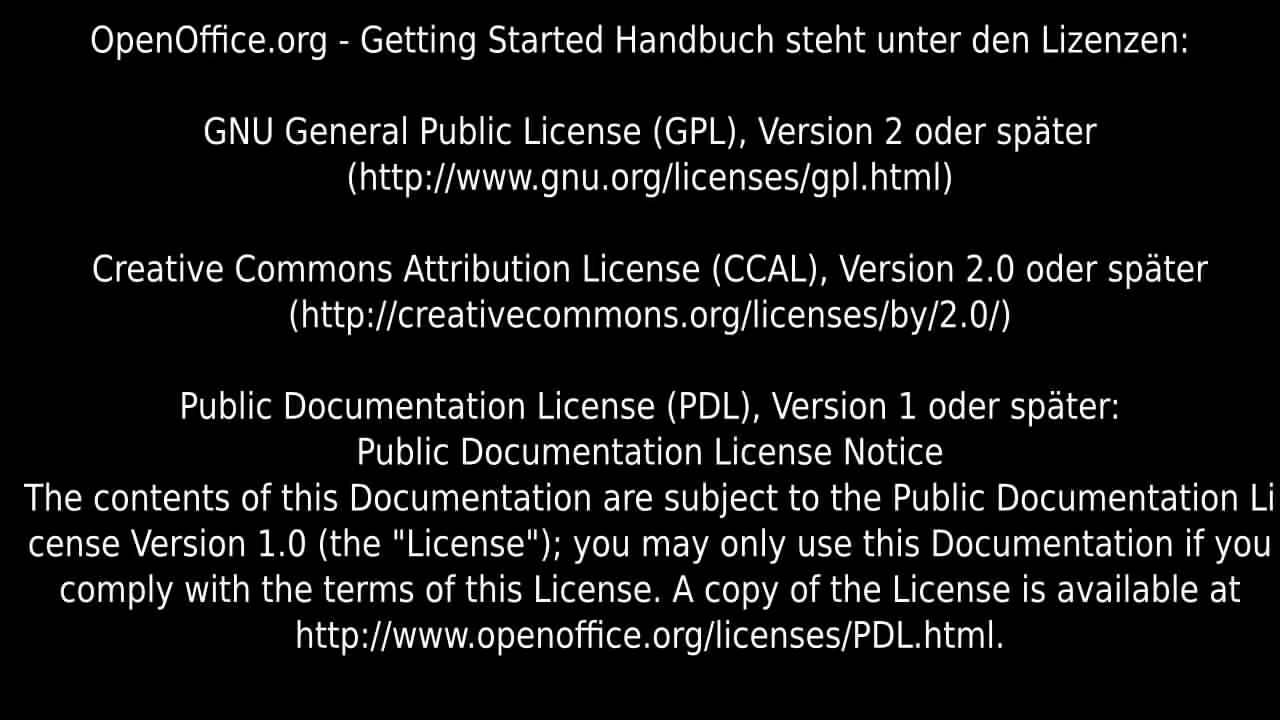 OpenOffice.org - Getting Started Handbuch steht unter den Lizenzen:
GNU General Public License (GPL), Version 2 oder später
(http://www.gnu.org/licenses/gpl.html)
Creative Commons Attribution License (CCAL), Version 2.0 oder später
(http://creativecommons.org/licenses/by/2.0/)
Public Documentation License (PDL), Version 1 oder später:
Public Documentation License Notice
The contents of this Documentation are subject to the Public Documentation Li
cense Version 1.0 (the "License"); you may only use this Documentation if you
comply with the terms of this License. A copy of the License is available at
http://www.openoffice.org/licenses/PDL.html.